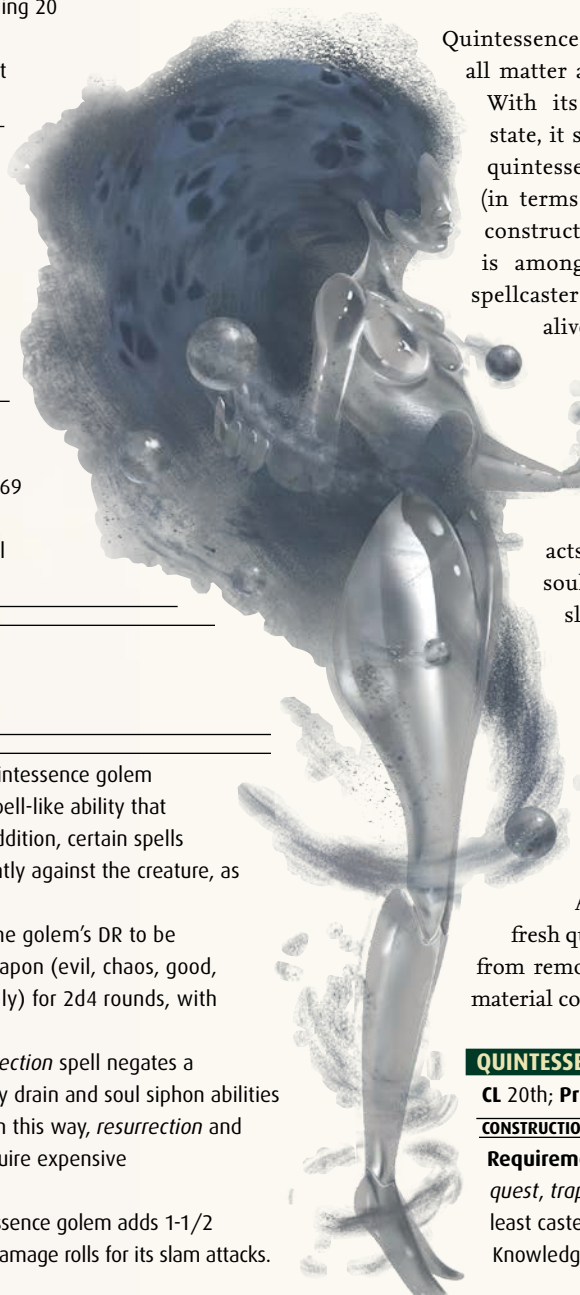 ing 20
t
69
l
intessence golem
pell-like ability that
ddition, certain spells
ntly against the creature, as
he golem's DR to be
apon (evil, chaos, good,
ly) for 2d4 rounds, with
ection spell negates a
y drain and soul siphon abilities
n this way, resurrection and
uire expensive
ssence golem adds 1-1/2
amage rolls for its slam attacks.
Quintessence
all matter a
With its
state, it s
quintesse
(in terms
construct
is among
spellcaster
aliv
acts
soul
sl
A
fresh qu
from remo
material co
QUINTESSE
CL 20th; Pr
CONSTRUCTIO
Requireme
quest, trap
least caste
Knowledg